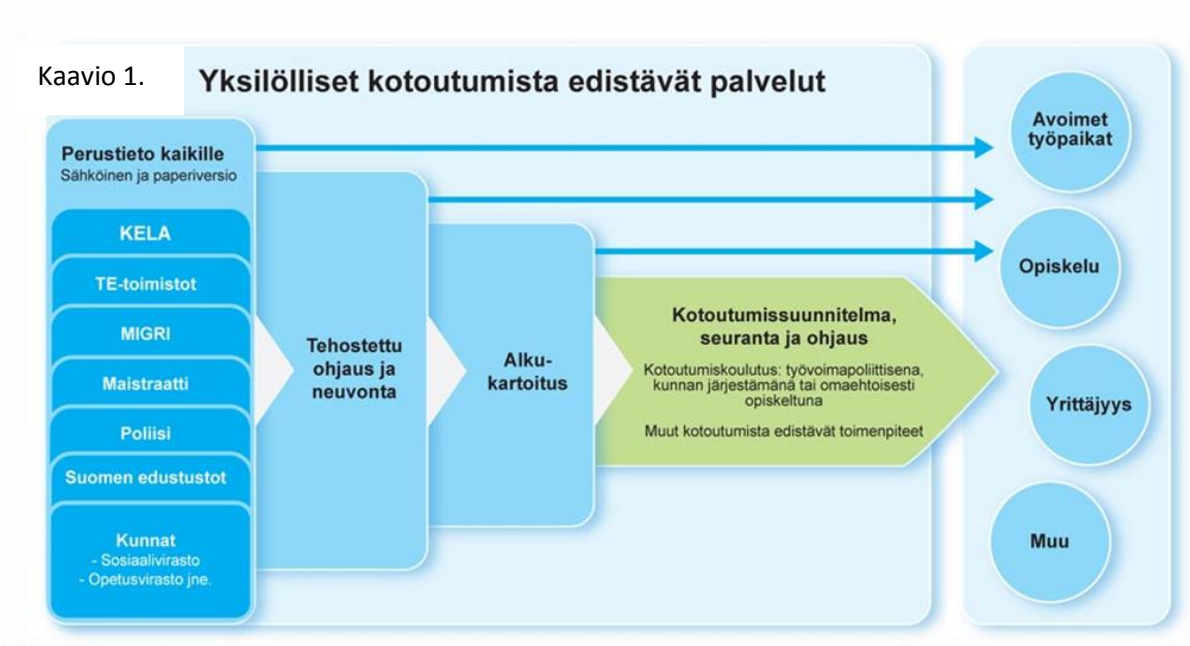 Kaavio 1.
Yksilölliset kotoutumista edistävät palvelut
Perustieto kaikille
Sähköinen ja paperiversio
KELA
TE-toimistot
MIGRI
Maistraatti
Poliisi
Suomen edustustot
Kunnat
- Sosiaalivirasto
- Opetusvirasto jne.
Tehostettu
ohjaus ja
neuvonta
Alku-
kartoitus
Kotoutumissuunnitelma,
seuranta ja ohjaus
Kotoutumiskoulutus: työvoimapoliittisena,
kunnan järjestämänä tai omaehtoisesti
opiskeltuna
Muut kotoutumista edistävät toimenpiteet
Avoimet
työpaikat
Opiskelu
Yrittäjyys
Muu